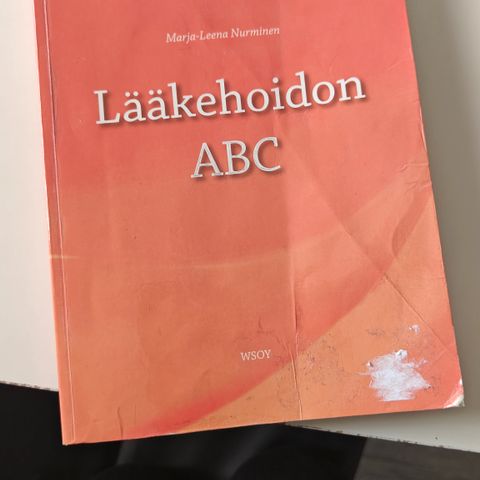 Marja-Leena Nurminen
Lääkehoidon
ABC
WSOY